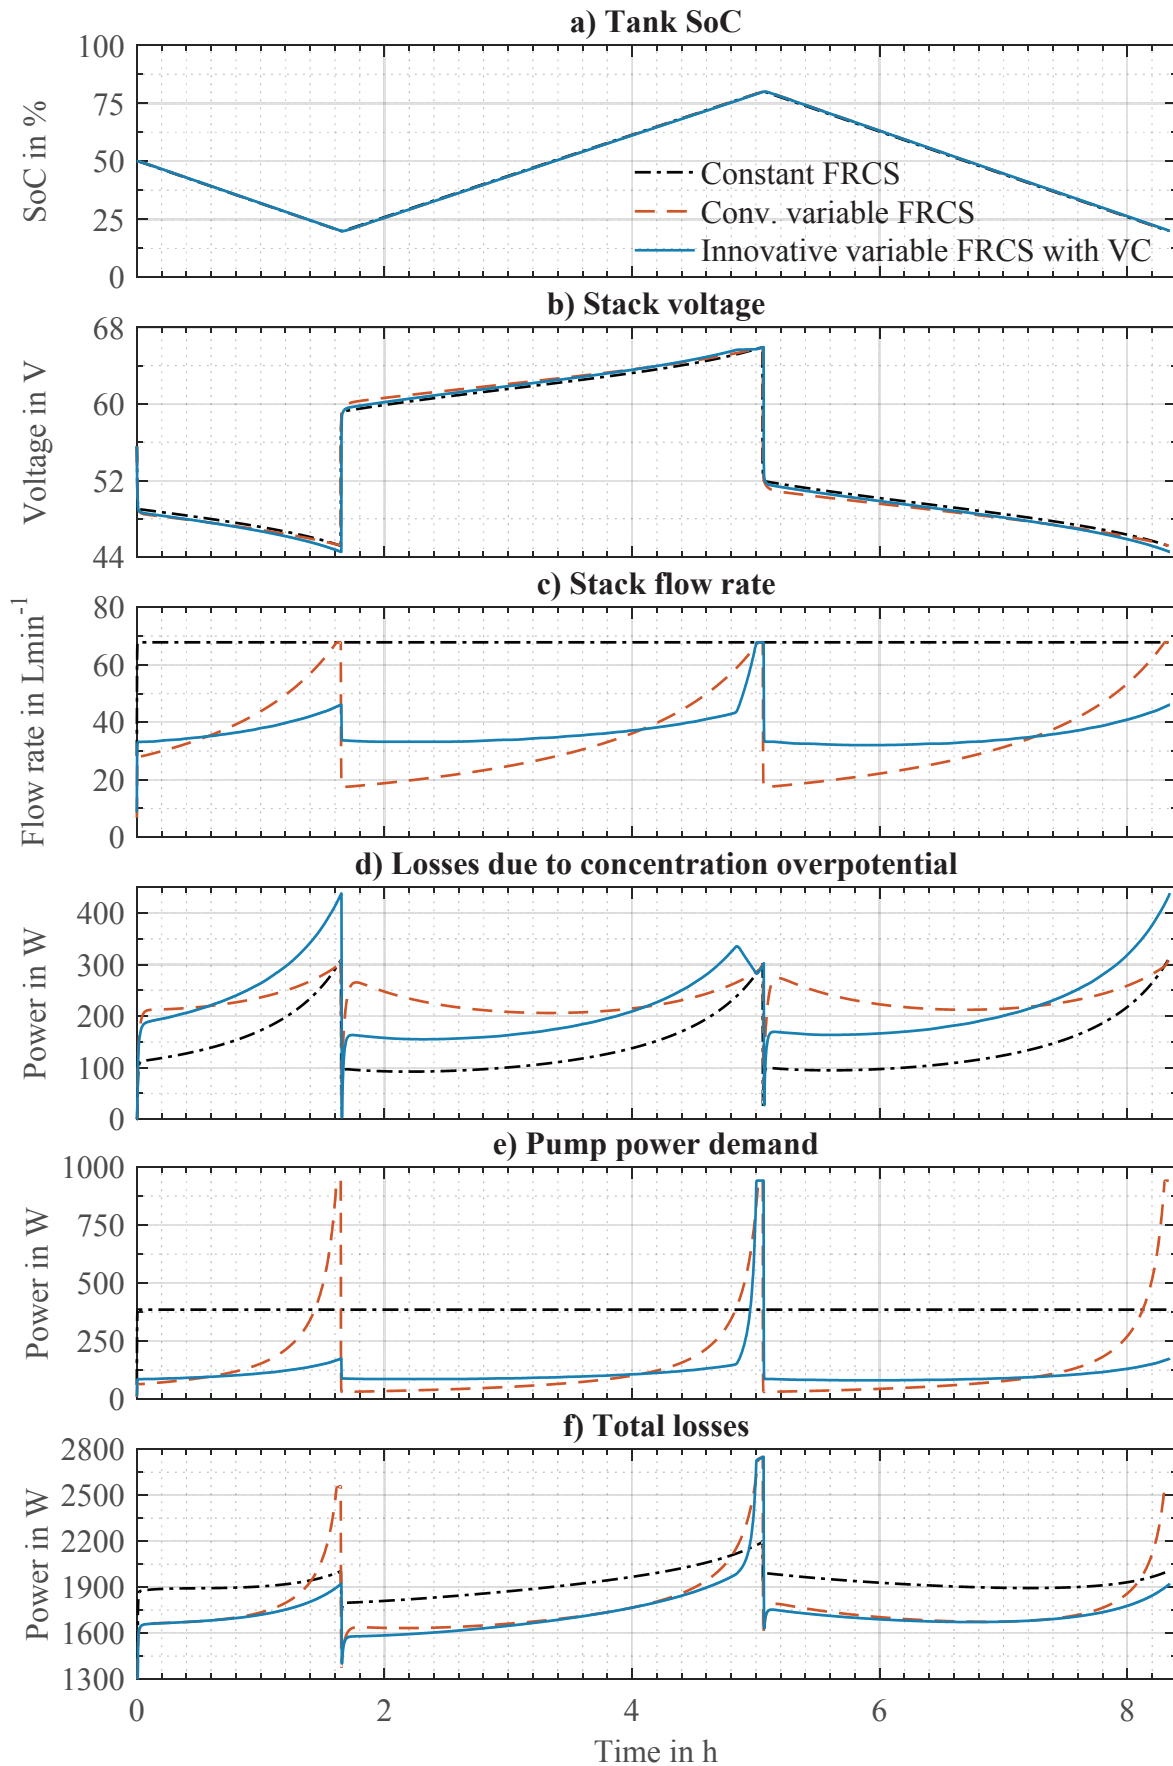 a) Tank SoC
100
75
50
25
0
SoC in %
Constant FRCS
Conv. variable FRCS
Innovative variable FRCS with VC
b) Stack voltage
68
60
52
44
Voltage in V
c) Stack flow rate
80
60
40
20
0
Flow rate in Lmin⁻¹
d) Losses due to concentration overpotential
400
300
200
100
0
Power in W
e) Pump power demand
1000
750
500
250
0
Power in W
f) Total losses
2800
2500
2200
1900
1600
1300
Power in W
0 2 4 6 8
Time in h